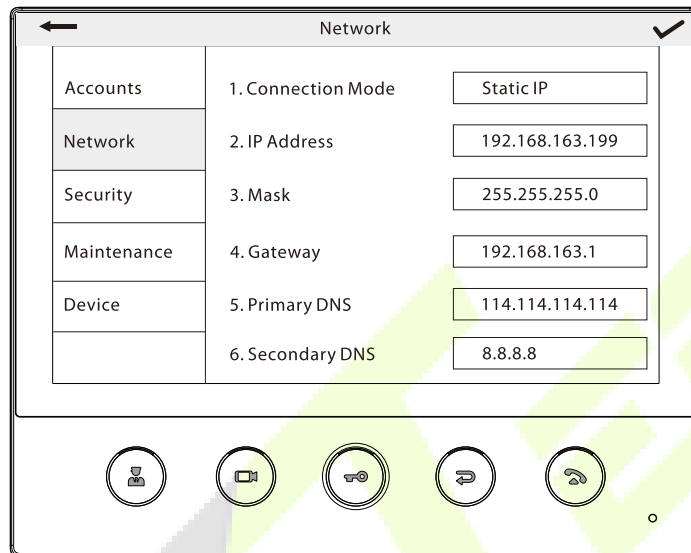 Network
Accounts
Network
Security
Maintenance
Device
1. Connection Mode Static IP
2. IP Address 192.168.163.199
3. Mask 255.255.255.0
4. Gateway 192.168.163.1
5. Primary DNS 114.114.114.114
6. Secondary DNS 8.8.8.8